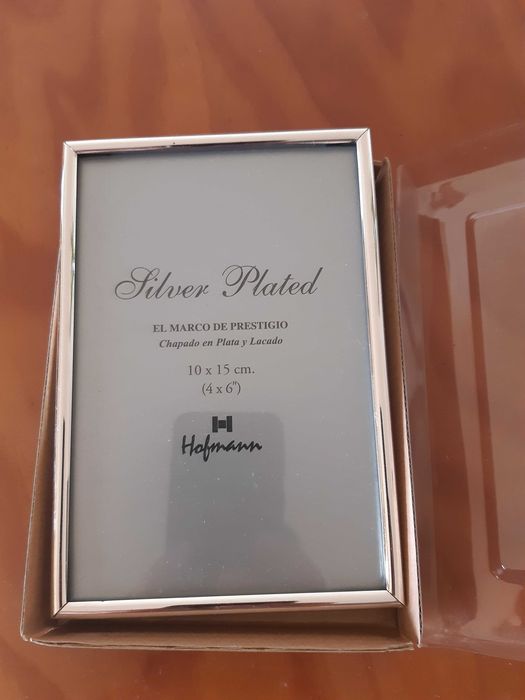 Silver Plated
EL MARCO DE PRESTIGIO
Chapado en Plata y Lacado
10 x 15 cm.
(4 x 6")
Hofmann